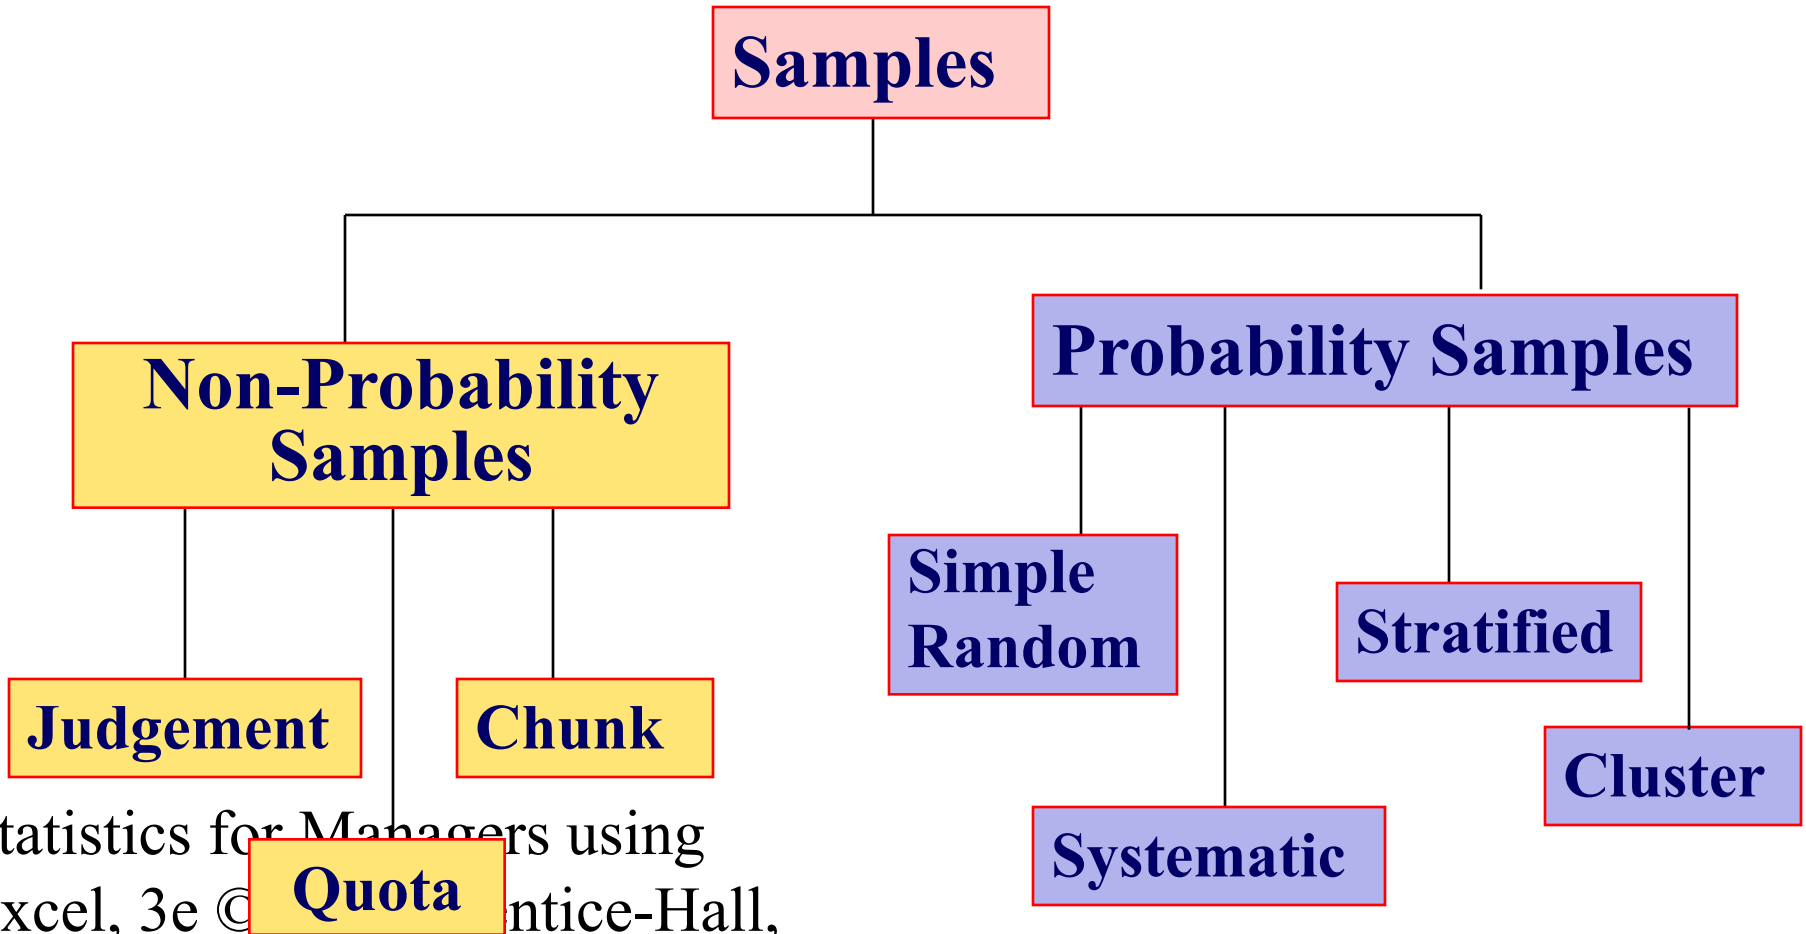 Samples
Probability Samples
Non-Probability
Samples
Simple
Random
Stratified
Judgement
Chunk
Cluster
Systematic
Quota
tatistics for Managers using
xcel, 3e © ntice-Hall,